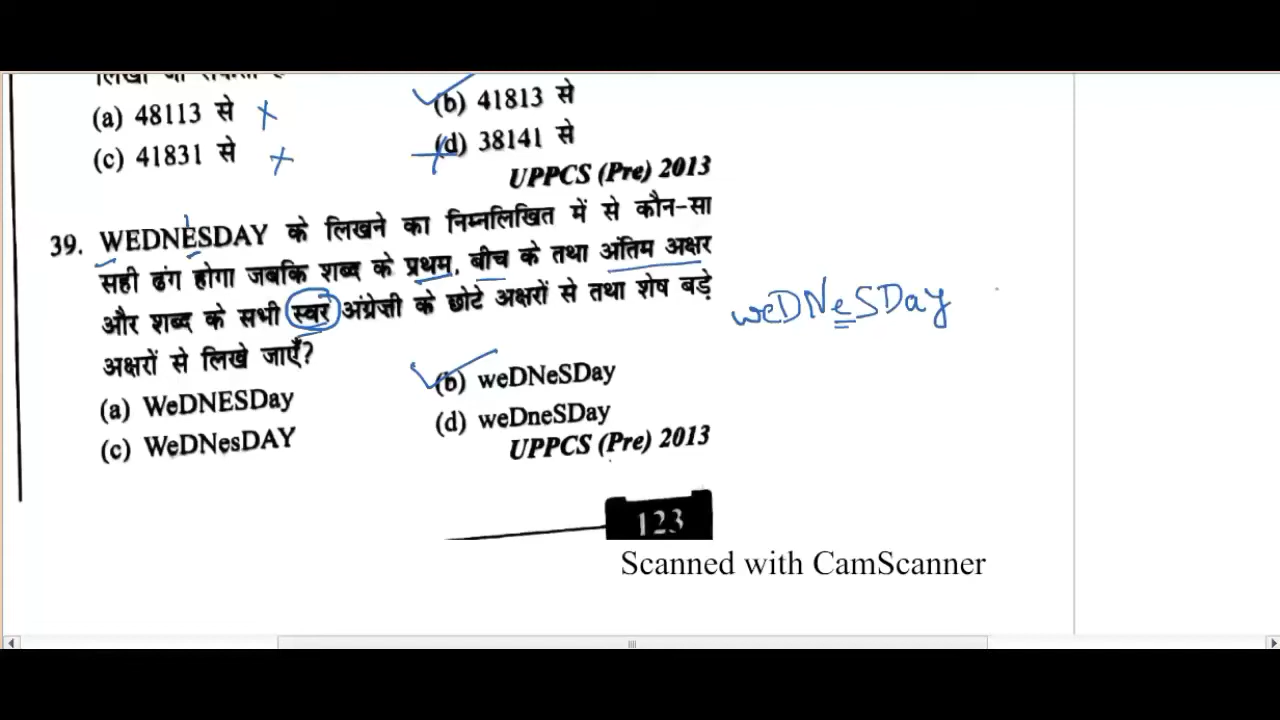 (a) 48113 से
(b) 41813 से
(c) 41831 से
(d) 38141 से
UPPCS (Pre) 2013
39. WEDNESDAY के लिखने का निम्नलिखित में से कौन-सा
सही ढंग होगा जबकि शब्द के प्रथम, बीच के तथा अंतिम अक्षर
और शब्द के सभी स्वर अंग्रेजी के छोटे अक्षरों से तथा शेष बड़े
अक्षरों से लिखे जाएँ?
weDNeSDay
(a) WeDNESDay
(b) weDNeSDay
(c) WeDNesDAY
(d) weDneSDay
UPPCS (Pre) 2013
123
Scanned with CamScanner